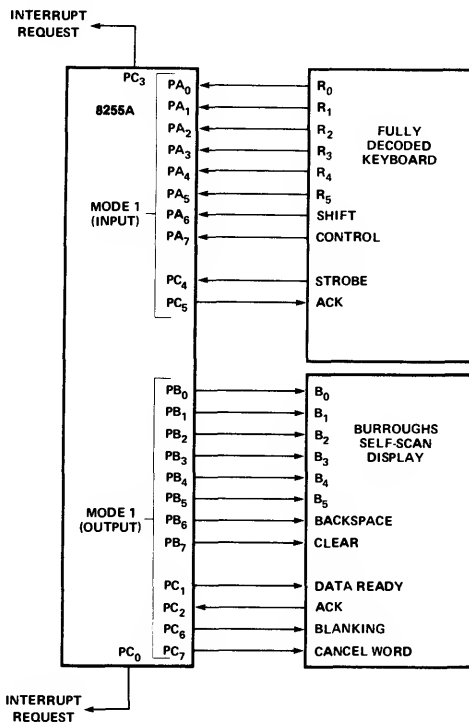 INTERRUPT
REQUEST
PC3
8255A
MODE 1
(INPUT)
PA0 R0
PA1 R1
PA2 R2
PA3 R3
PA4 R4
PA5 R5
PA6 SHIFT
PA7 CONTROL
PC4 STROBE
PC5 ACK
FULLY
DECODED
KEYBOARD
MODE 1
(OUTPUT)
PB0 B0
PB1 B1
PB2 B2
PB3 B3
PB4 B4
PB5 B5
PB6 BACKSPACE
PB7 CLEAR
PC1 DATA READY
PC2 ACK
PC6 BLANKING
PC7 CANCEL WORD
BURROUGHS
SELF-SCAN
DISPLAY
PC0
INTERRUPT
REQUEST